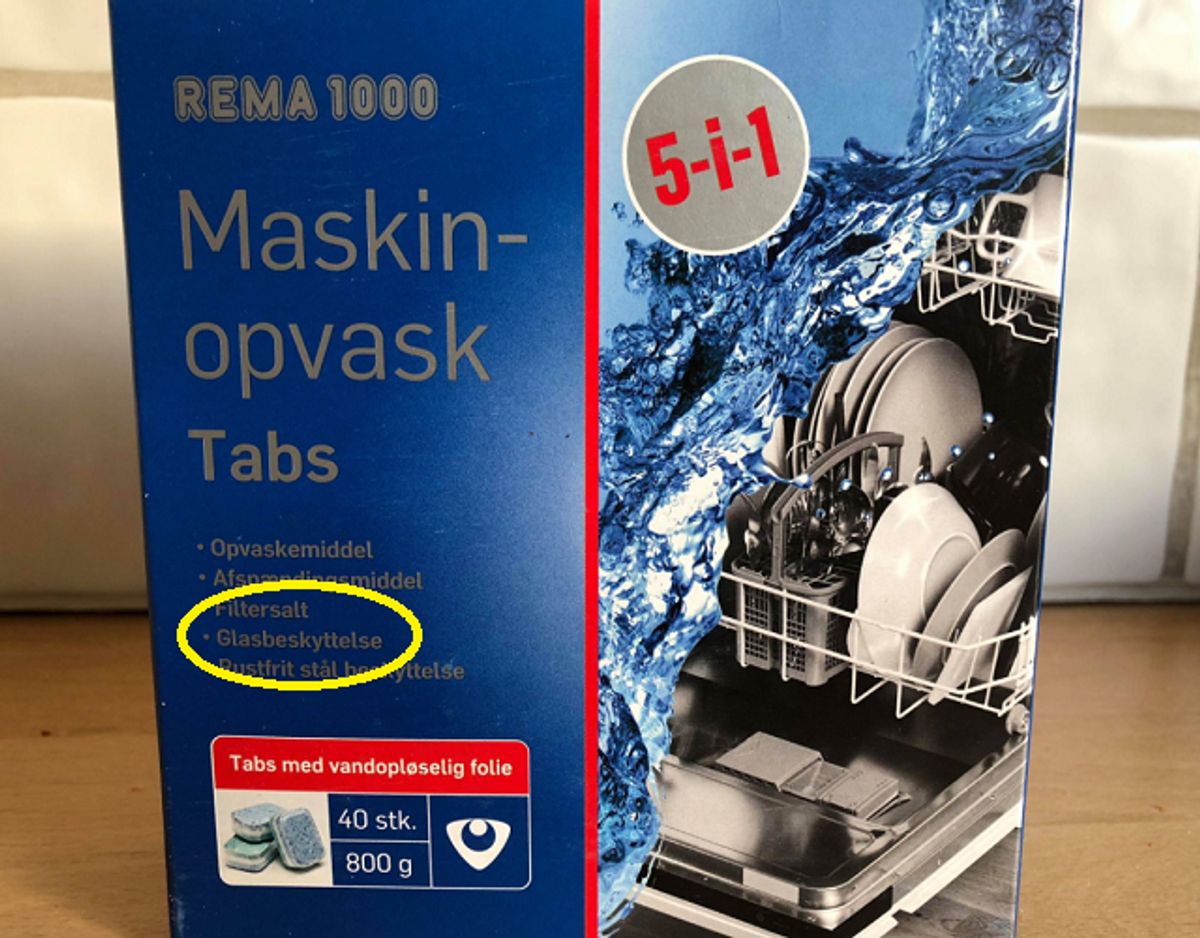 REMA 1000
Maskin-
opvask
Tabs
• Opvaskemiddel
• Afspændingsmiddel
Filtersalt
• Glasbeskyttelse
Rustfrit stål beskyttelse
Tabs med vandopløselig folie
40 stk.
800 g
5-i-1